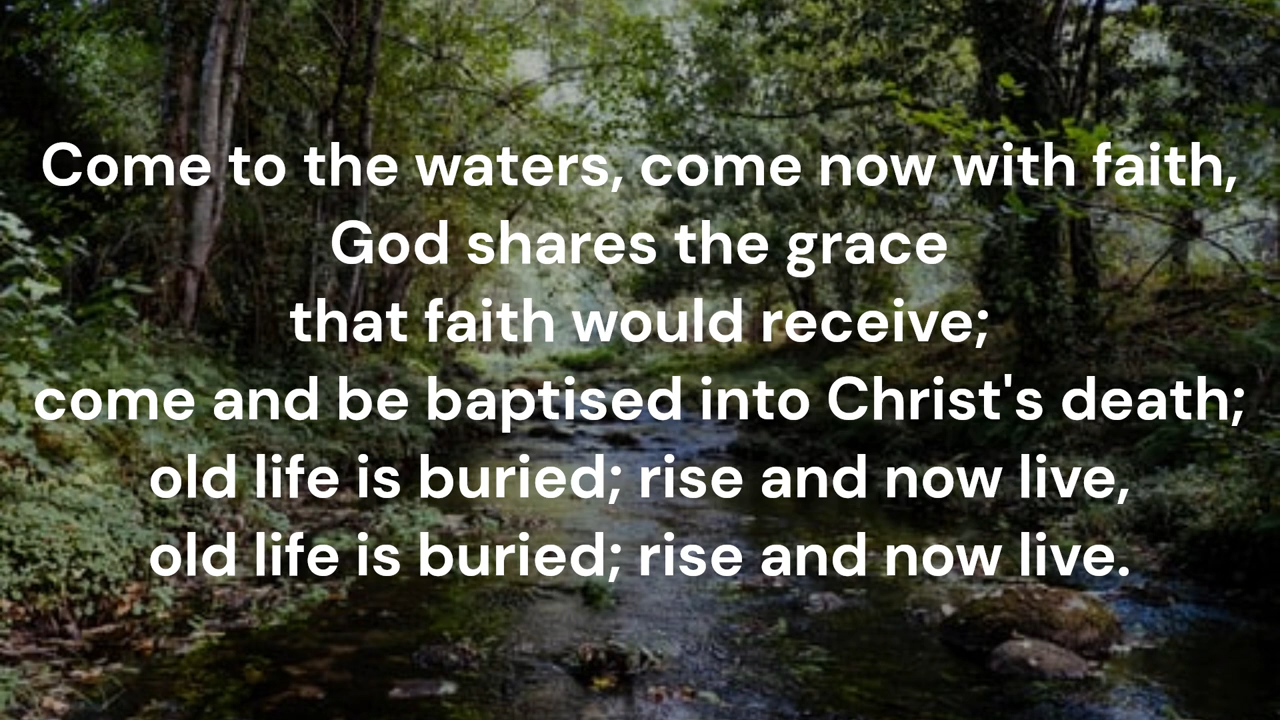 Come to the waters, come now with faith,
God shares the grace
that faith would receive;
come and be baptised into Christ's death;
old life is buried; rise and now live,
old life is buried; rise and now live.